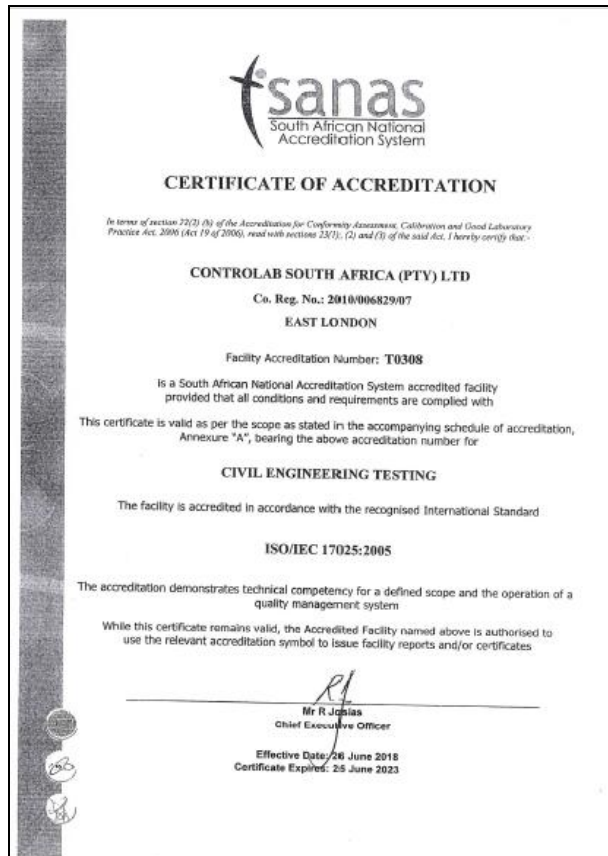 sanas
South African National
Accreditation System
CERTIFICATE OF ACCREDITATION
In terms of section 22(2) (b) of the Accreditation for Conformity Assessment, Calibration and Good Laboratory
Practice Act, 2006 (Act 19 of 2006), read with sections 23(1), (2) and (3) of the said Act, I hereby certify that:-
CONTROLAB SOUTH AFRICA (PTY) LTD
Co. Reg. No.: 2010/006829/07
EAST LONDON
Facility Accreditation Number: T0308
is a South African National Accreditation System accredited facility
provided that all conditions and requirements are complied with
This certificate is valid as per the scope as stated in the accompanying schedule of accreditation,
Annexure "A", bearing the above accreditation number for
CIVIL ENGINEERING TESTING
The facility is accredited in accordance with the recognised International Standard
ISO/IEC 17025:2005
The accreditation demonstrates technical competency for a defined scope and the operation of a
quality management system
While this certificate remains valid, the Accredited Facility named above is authorised to
use the relevant accreditation symbol to issue facility reports and/or certificates
Mr R Josias
Chief Executive Officer
Effective Date: 26 June 2018
Certificate Expires: 25 June 2023